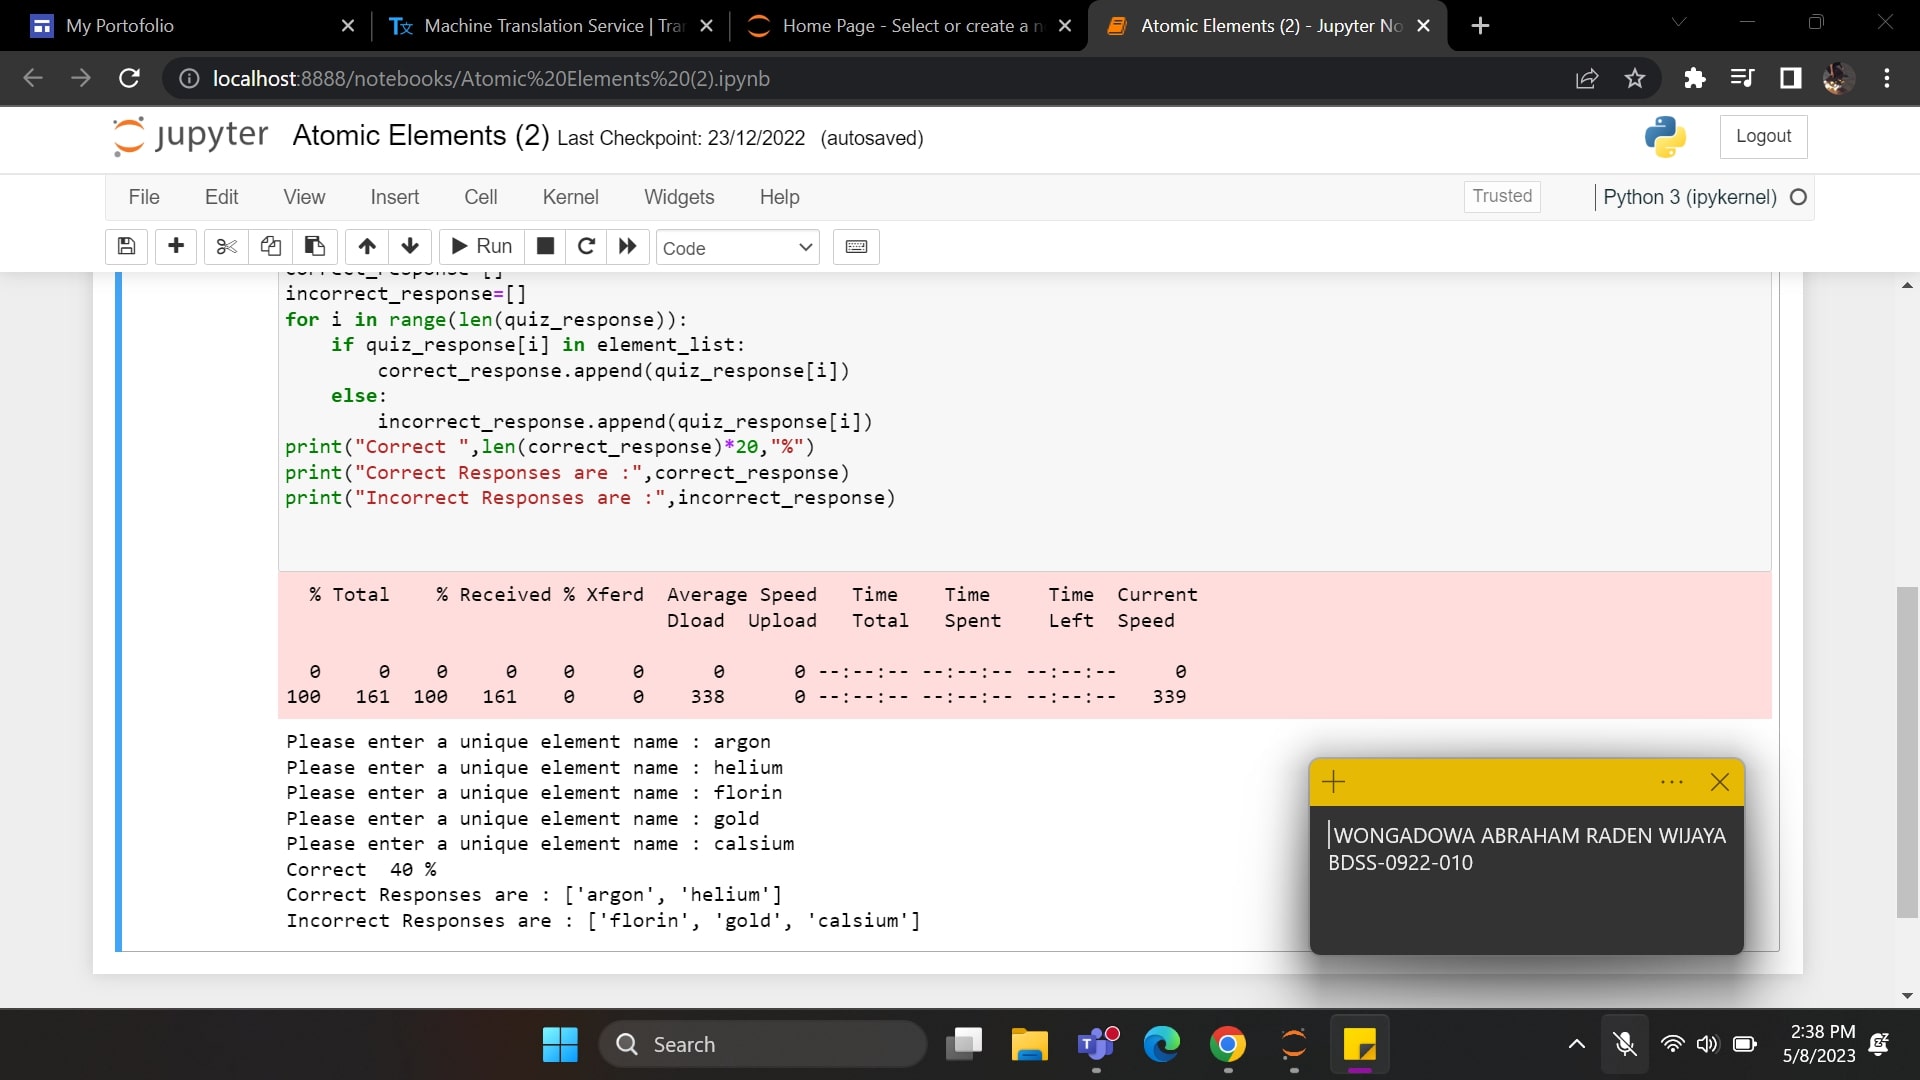 My Portofolio
Machine Translation Service | Tra
Home Page - Select or create a n
Atomic Elements (2) - Jupyter No
localhost:8888/notebooks/Atomic%20Elements%20(2).ipynb
jupyter Atomic Elements (2) Last Checkpoint: 23/12/2022 (autosaved)
Logout
File Edit View Insert Cell Kernel Widgets Help
Trusted
Python 3 (ipykernel)
Run
Code
incorrect_response=[]
for i in range(len(quiz_response)):
    if quiz_response[i] in element_list:
        correct_response.append(quiz_response[i])
    else:
        incorrect_response.append(quiz_response[i])
print("Correct ",len(correct_response)*20,"%")
print("Correct Responses are :",correct_response)
print("Incorrect Responses are :",incorrect_response)
% Total % Received % Xferd Average Speed Time Time Time Current
Dload Upload Total Spent Left Speed
0 0 0 0 0 0 0 0 --:--:-- --:--:-- --:--:-- 0
100 161 100 161 0 0 338 0 --:--:-- --:--:-- --:--:-- 339
Please enter a unique element name : argon
Please enter a unique element name : helium
Please enter a unique element name : florin
Please enter a unique element name : gold
Please enter a unique element name : calsium
Correct  40 %
Correct Responses are : ['argon', 'helium']
Incorrect Responses are : ['florin', 'gold', 'calsium']
WONGADOWA ABRAHAM RADEN WIJAYA
BDSS-0922-010
Search
2:38 PM
5/8/2023